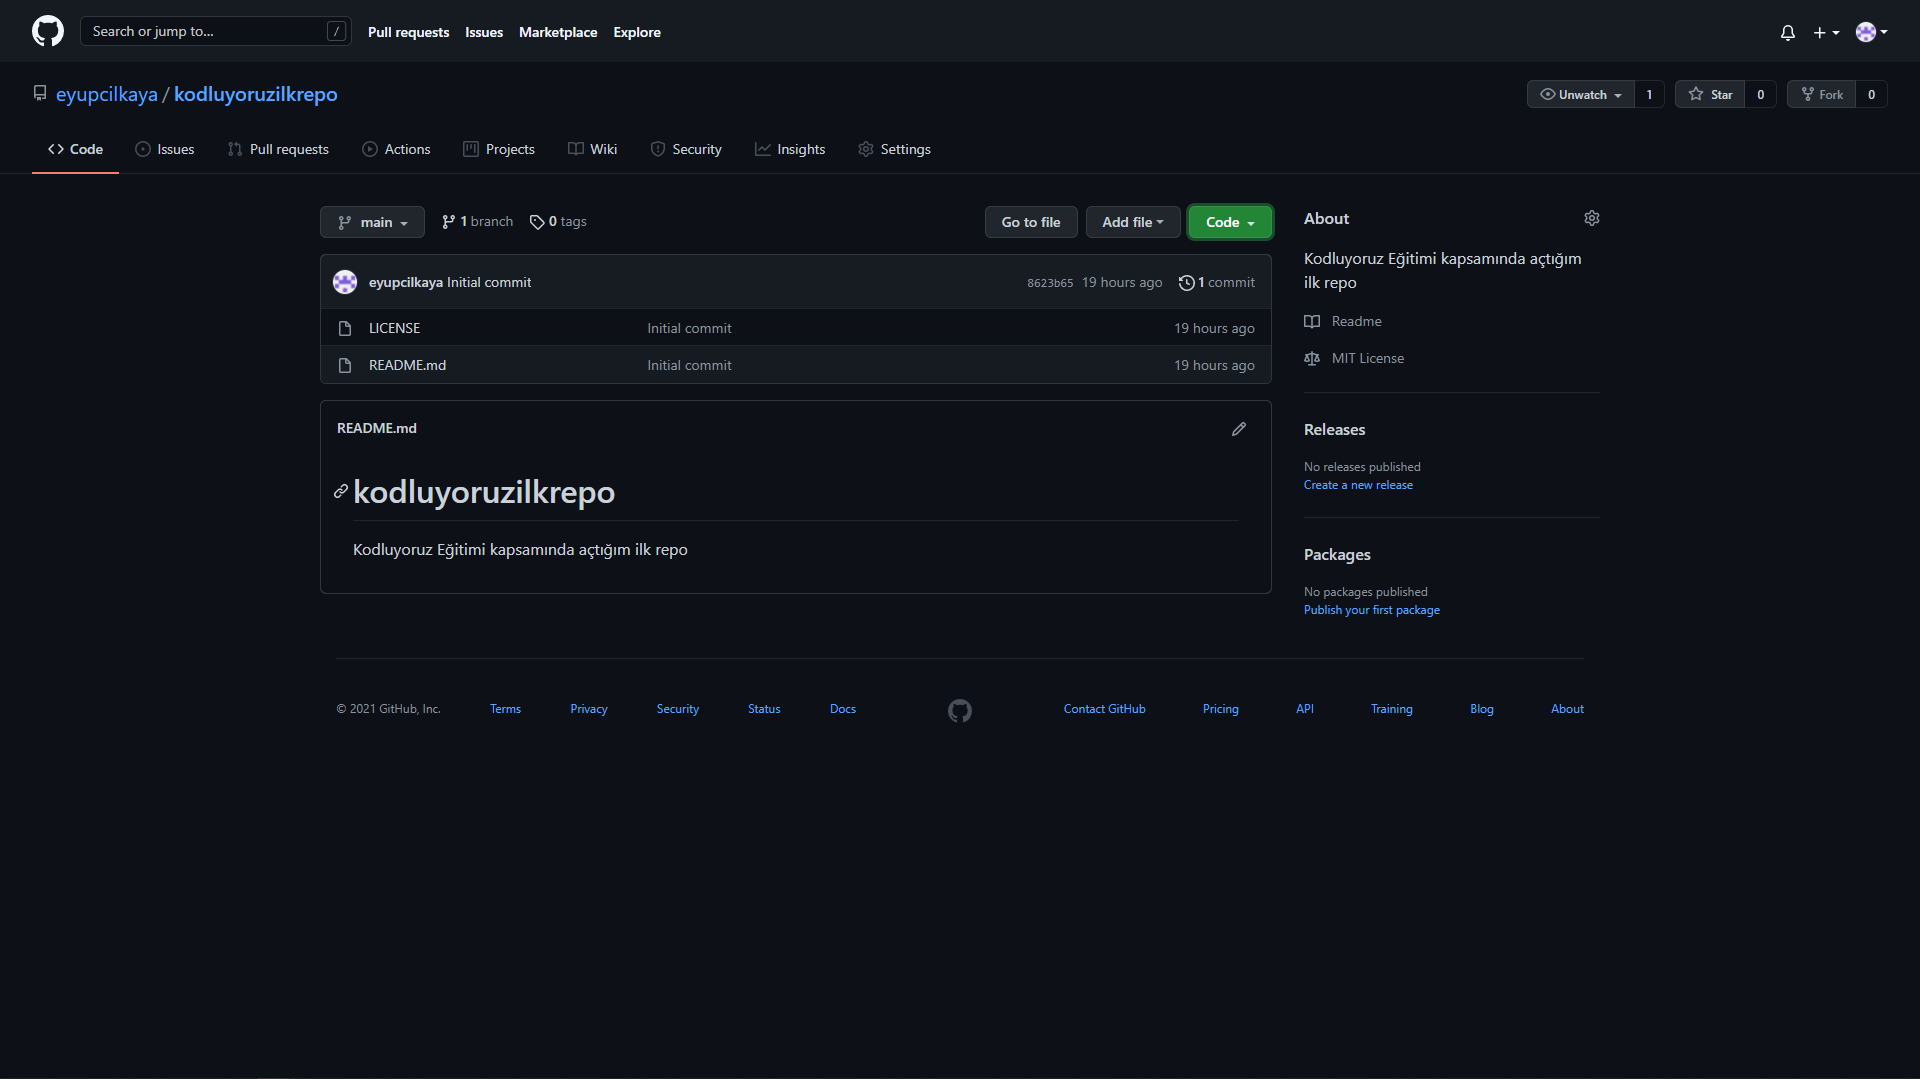 Search or jump to... /
Pull requests Issues Marketplace Explore
eyupcilkaya / kodluyoruzilkrepo
Unwatch 1 Star 0 Fork 0
Code Issues Pull requests Actions Projects Wiki Security Insights Settings
main 1 branch 0 tags Go to file Add file Code
eyupcilkaya Initial commit 8623b65 19 hours ago 1 commit
LICENSE Initial commit 19 hours ago
README.md Initial commit 19 hours ago
README.md
kodluyoruzilkrepo
Kodluyoruz Eğitimi kapsamında açtığım ilk repo
About
Kodluyoruz Eğitimi kapsamında açtığım
ilk repo
Readme
MIT License
Releases
No releases published
Create a new release
Packages
No packages published
Publish your first package
© 2021 GitHub, Inc. Terms Privacy Security Status Docs Contact GitHub Pricing API Training Blog About